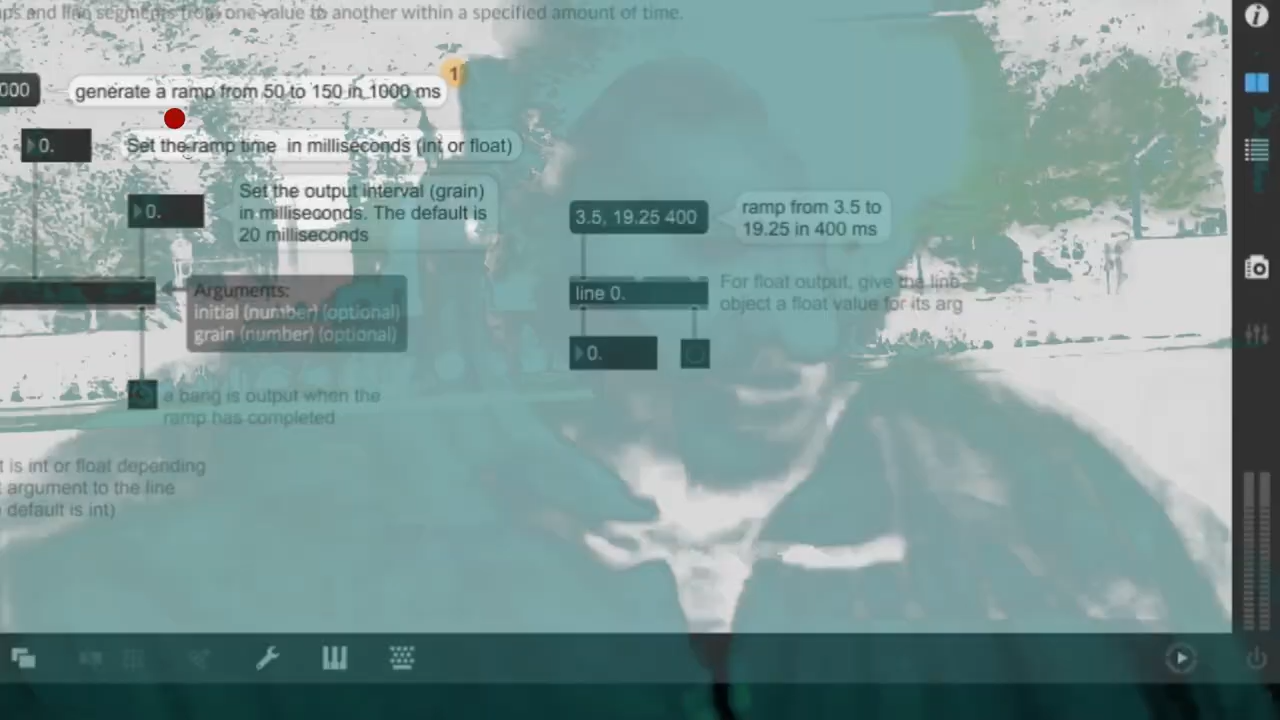 and line segments from one value to another within a specified amount of time.
000
generate a ramp from 50 to 150 in 1000 ms
1
0.
Set the ramp time in milliseconds (int or float)
0.
Set the output interval (grain)
in milliseconds. The default is
20 milliseconds
Arguments:
initial (number) (optional)
grain (number) (optional)
a bang is output when the
ramp has completed
t is int or float depending
argument to the line
default is int)
3.5, 19.25 400
ramp from 3.5 to
19.25 in 400 ms
line 0.
For float output, give the line
object a float value for its arg
0.